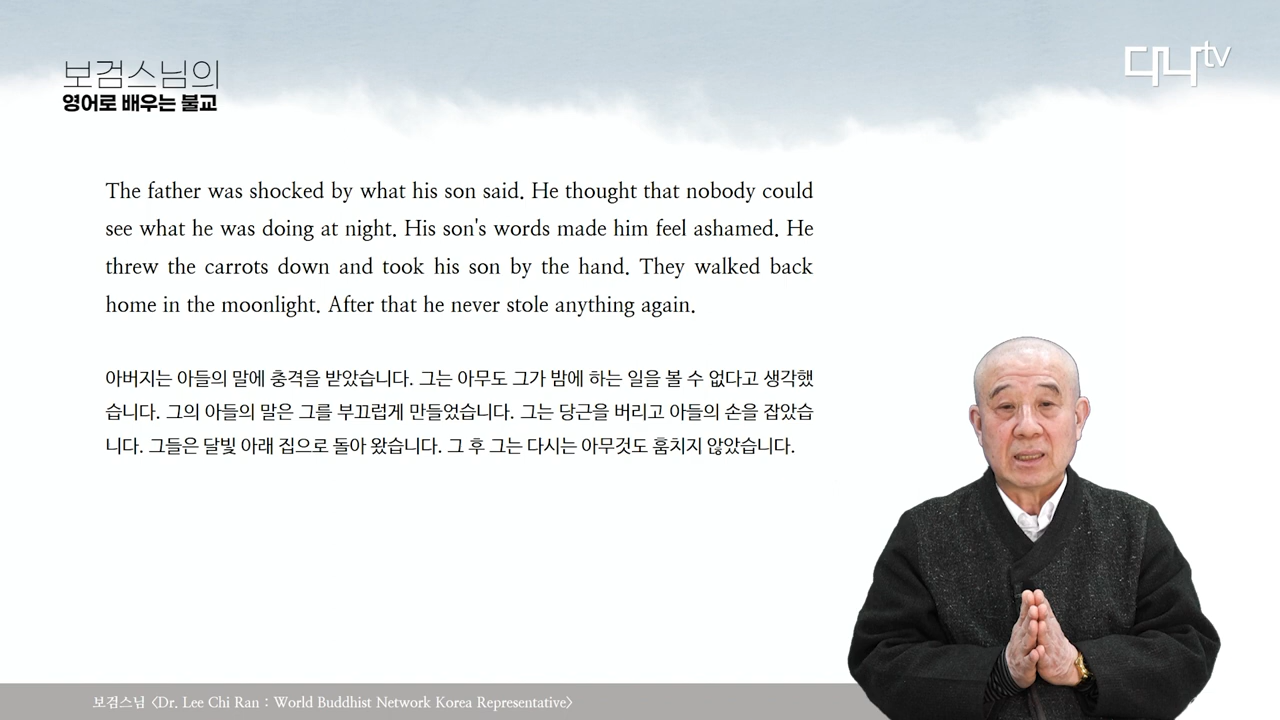 보검스님의
영어로 배우는 불교
디나tv
The father was shocked by what his son said. He thought that nobody could
see what he was doing at night. His son's words made him feel ashamed. He
threw the carrots down and took his son by the hand. They walked back
home in the moonlight. After that he never stole anything again.
아버지는 아들의 말에 충격을 받았습니다. 그는 아무도 그가 밤에 하는 일을 볼 수 없다고 생각했
습니다. 그의 아들의 말은 그를 부끄럽게 만들었습니다. 그는 당근을 버리고 아들의 손을 잡았습
니다. 그들은 달빛 아래 집으로 돌아 왔습니다. 그 후 그는 다시는 아무것도 훔치지 않았습니다.
보검스님 <Dr. Lee Chi Ran : World Buddhist Network Korea Representative>